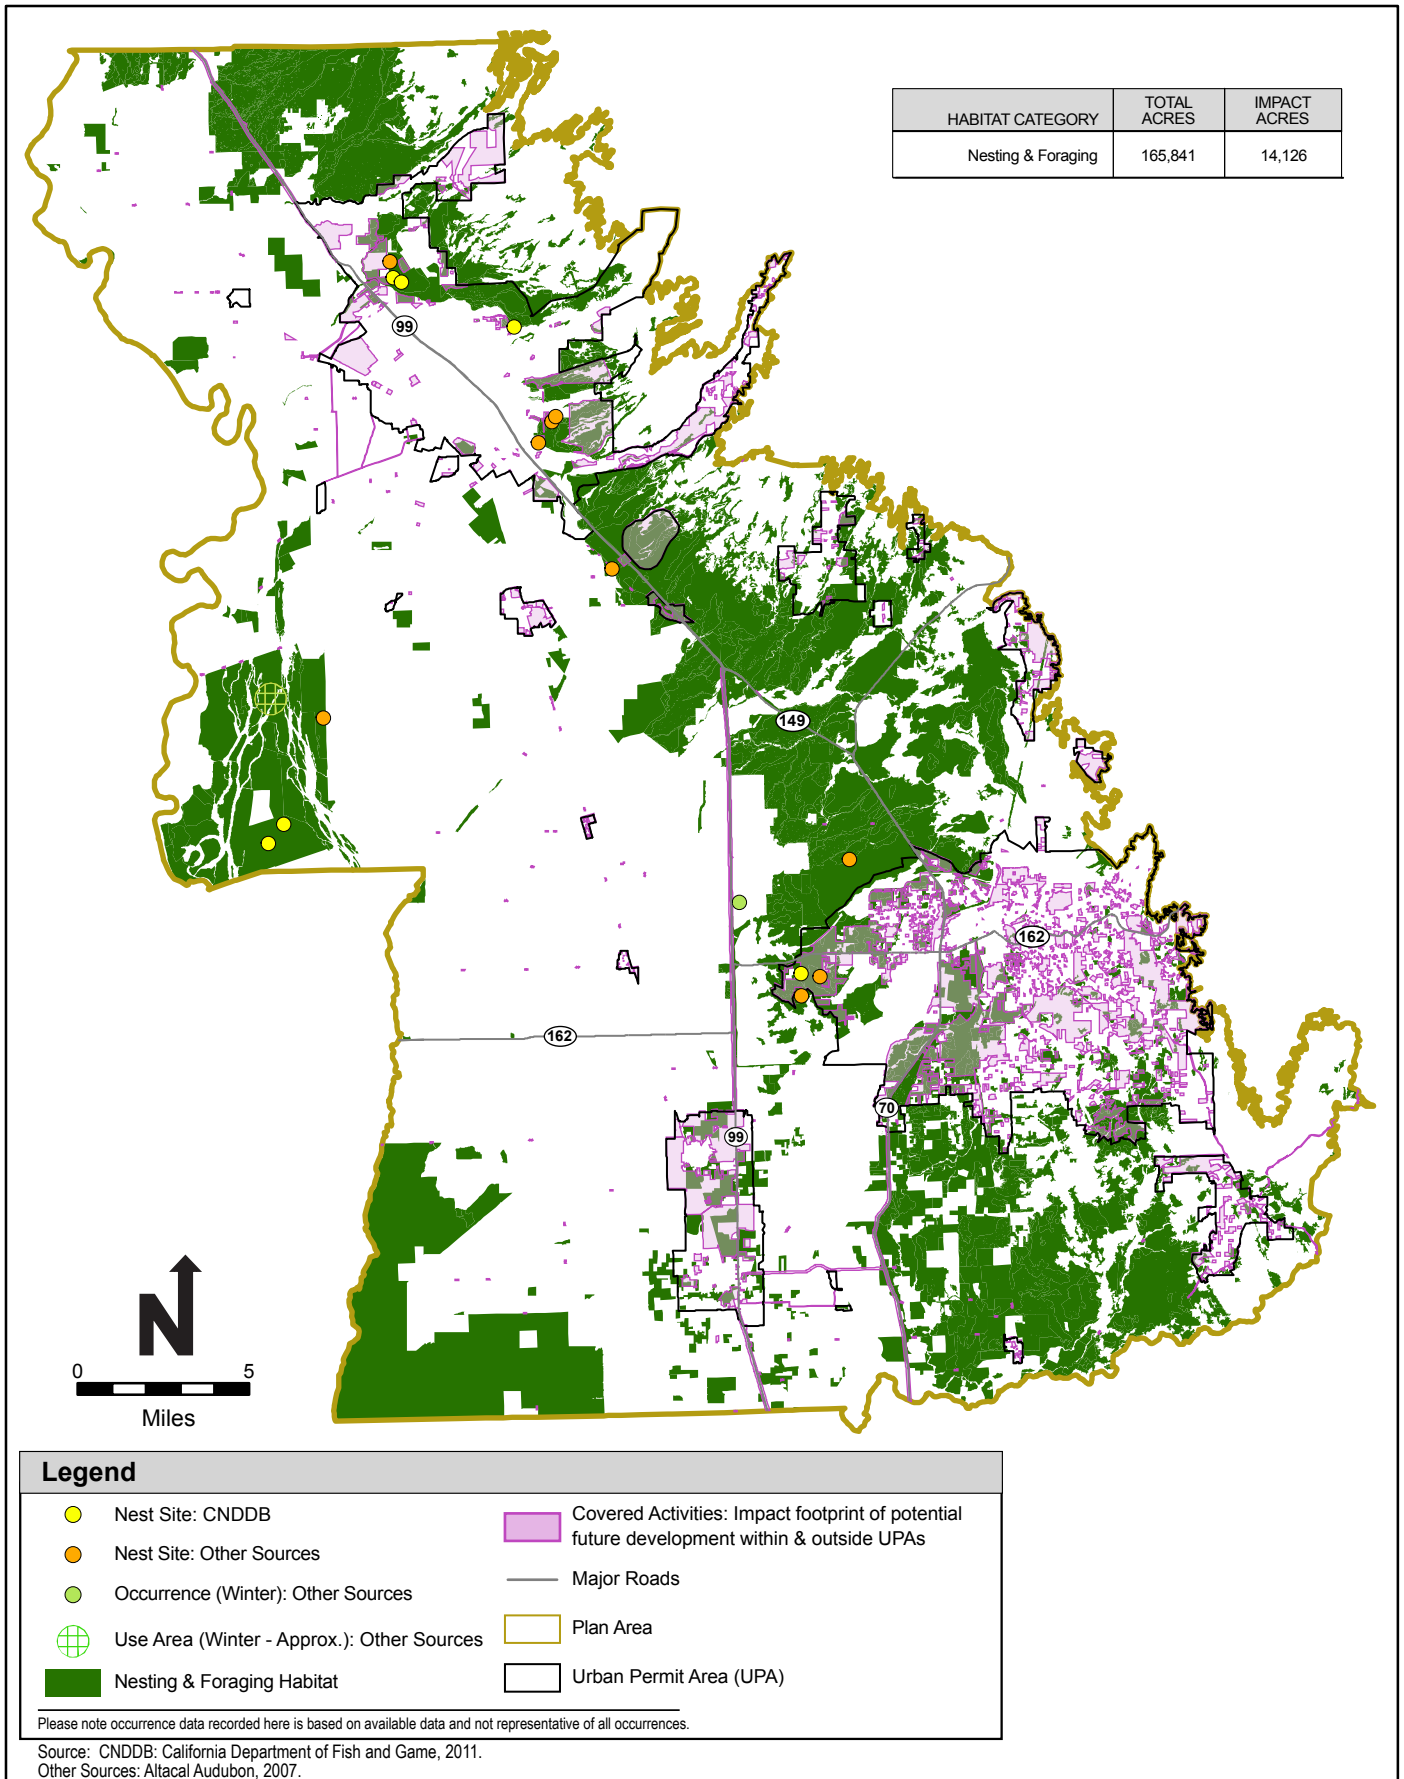 HABITAT CATEGORY
TOTAL ACRES
IMPACT ACRES
Nesting & Foraging 165,841 14,126
99
149
162
162
70
99
N
0 5
Miles
Legend
Nest Site: CNDDB
Nest Site: Other Sources
Occurrence (Winter): Other Sources
Use Area (Winter - Approx.): Other Sources
Nesting & Foraging Habitat
Covered Activities: Impact footprint of potential
future development within & outside UPAs
Major Roads
Plan Area
Urban Permit Area (UPA)
Please note occurrence data recorded here is based on available data and not representative of all occurrences.
Source: CNDDB: California Department of Fish and Game, 2011.
Other Sources: Altacal Audubon, 2007.